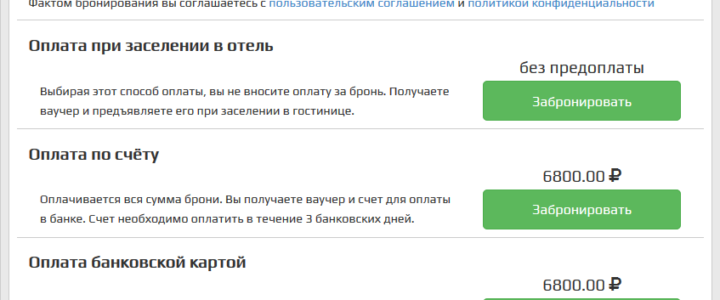 Фактом бронирования вы соглашаетесь с пользовательским соглашением и политикой конфиденциальности
Оплата при заселении в отель
без предоплаты
Выбирая этот способ оплаты, вы не вносите оплату за бронь. Получаете
ваучер и предъявляете его при заселении в гостинице.
Забронировать
Оплата по счёту
6800.00 ₽
Оплачивается вся сумма брони. Вы получаете ваучер и счет для оплаты
в банке. Счет необходимо оплатить в течение 3 банковских дней.
Забронировать
Оплата банковской картой
6800.00 ₽